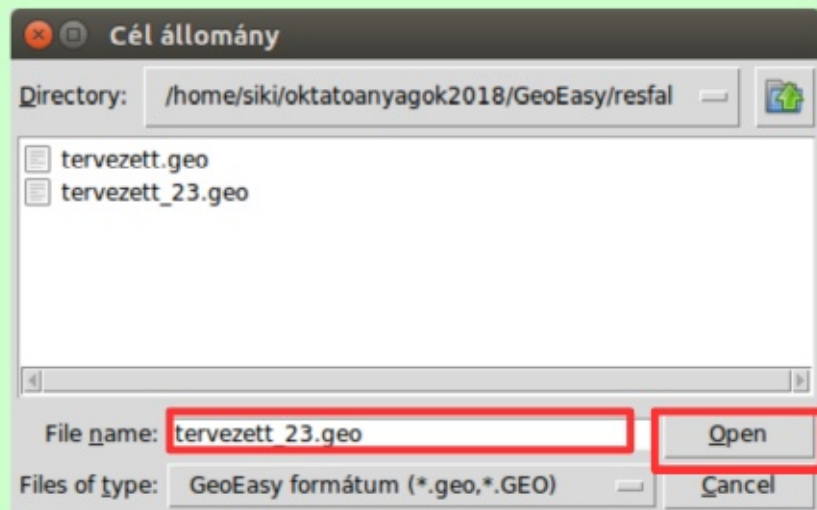 Cél állomány
Directory: /home/siki/oktatoanyagok2018/GeoEasy/resfal
tervezett.geo
tervezett_23.geo
File name: tervezett_23.geo Open
Files of type: GeoEasy formátum (*.geo,*.GEO) Cancel